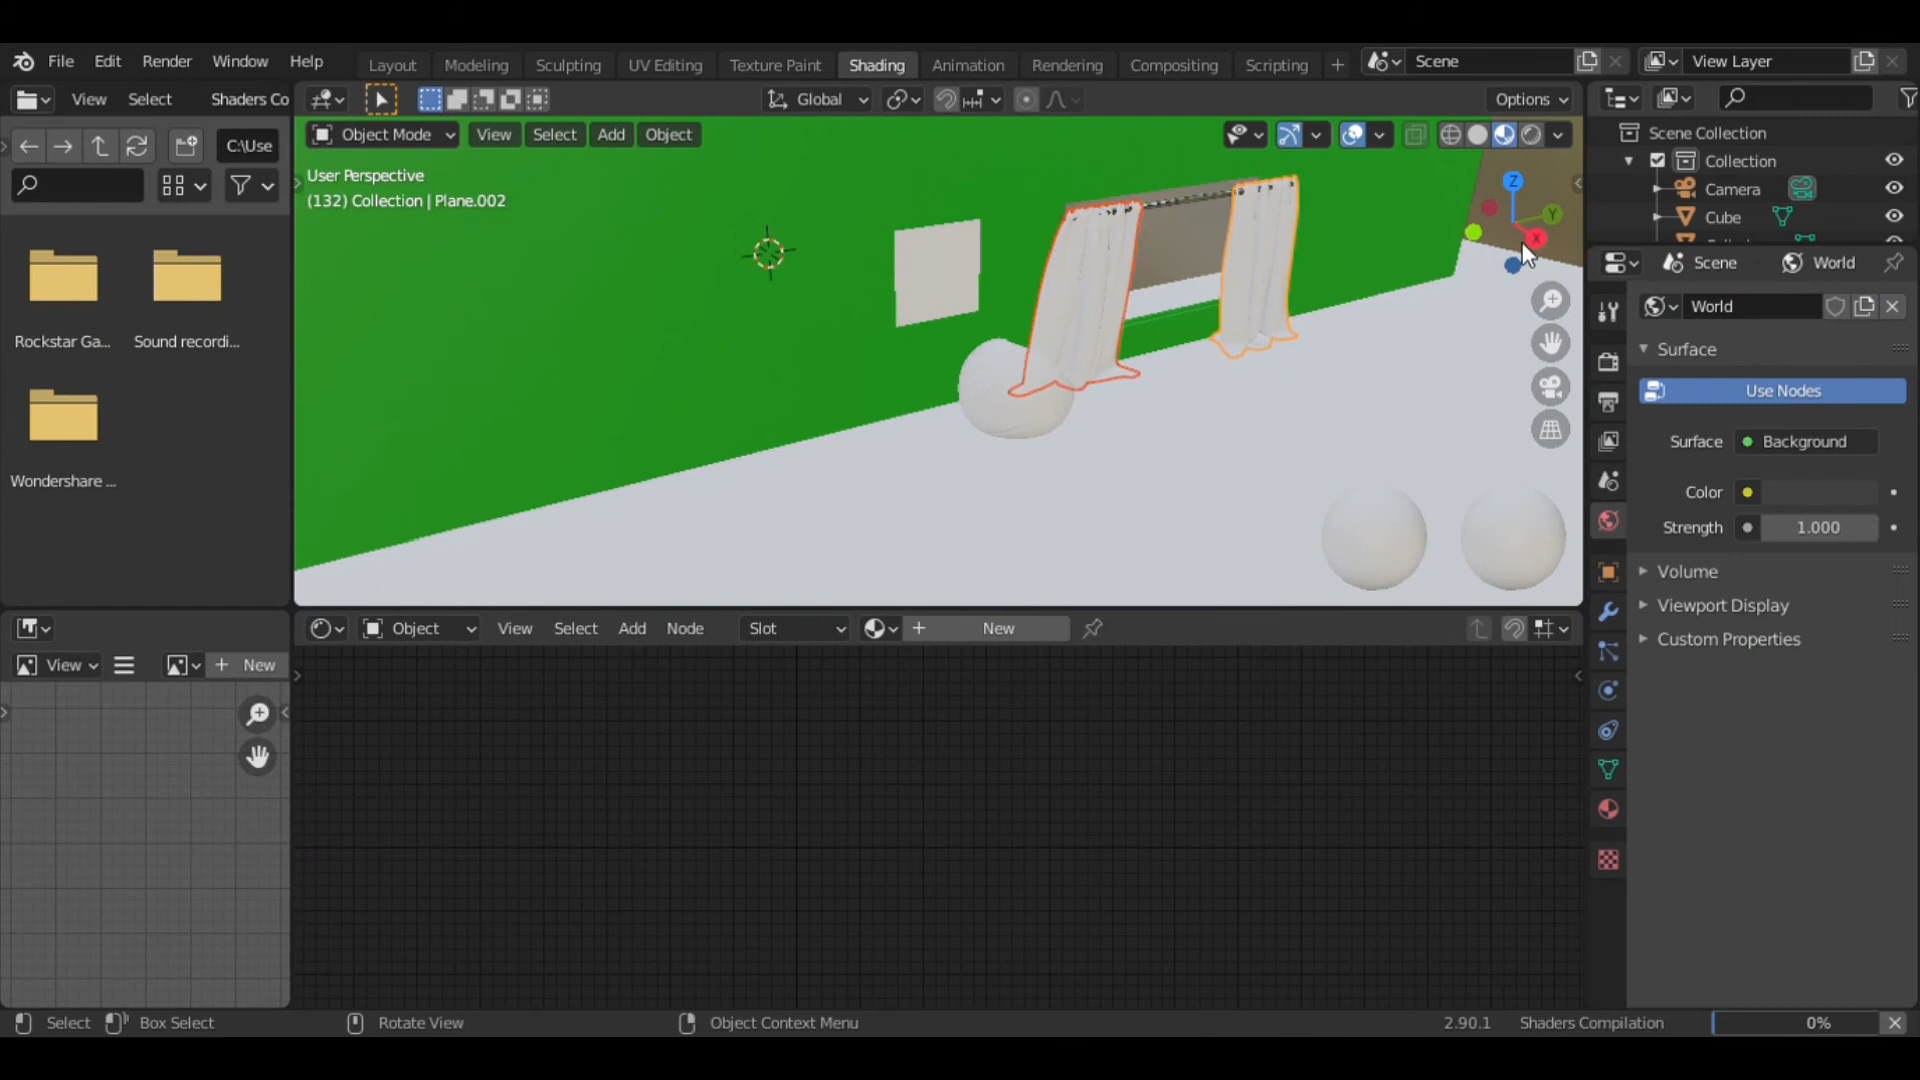 File Edit Render Window Help
Layout Modeling Sculpting UV Editing Texture Paint Shading Animation Rendering Compositing Scripting +
Scene
View Layer
View Select Shaders Co
Global
Options
C:\Use
Object Mode View Select Add Object
User Perspective
(132) Collection | Plane.002
Z
Y
X
Scene Collection
Collection
Camera
Cube
Scene World
World
Surface
Use Nodes
Surface Background
Color
Strength 1.000
Volume
Viewport Display
Custom Properties
Rockstar Ga...
Sound recordi...
Wondershare ...
Object View Select Add Node Slot + New
View + New
Select Box Select Rotate View Object Context Menu 2.90.1 Shaders Compilation 0%